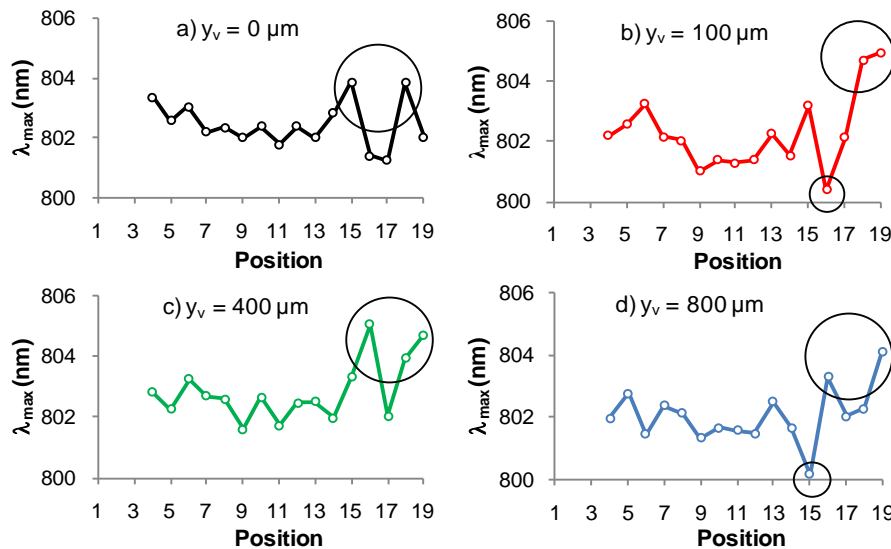 a) yᵥ = 0 µm
806
804
802
800
λmax (nm)
1 3 5 7 9 11 13 15 17 19
Position
b) yᵥ = 100 µm
806
804
802
800
λmax (nm)
1 3 5 7 9 11 13 15 17 19
Position
c) yᵥ = 400 µm
806
804
802
800
λmax (nm)
1 3 5 7 9 11 13 15 17 19
Position
d) yᵥ = 800 µm
806
804
802
800
λmax (nm)
1 3 5 7 9 11 13 15 17 19
Position